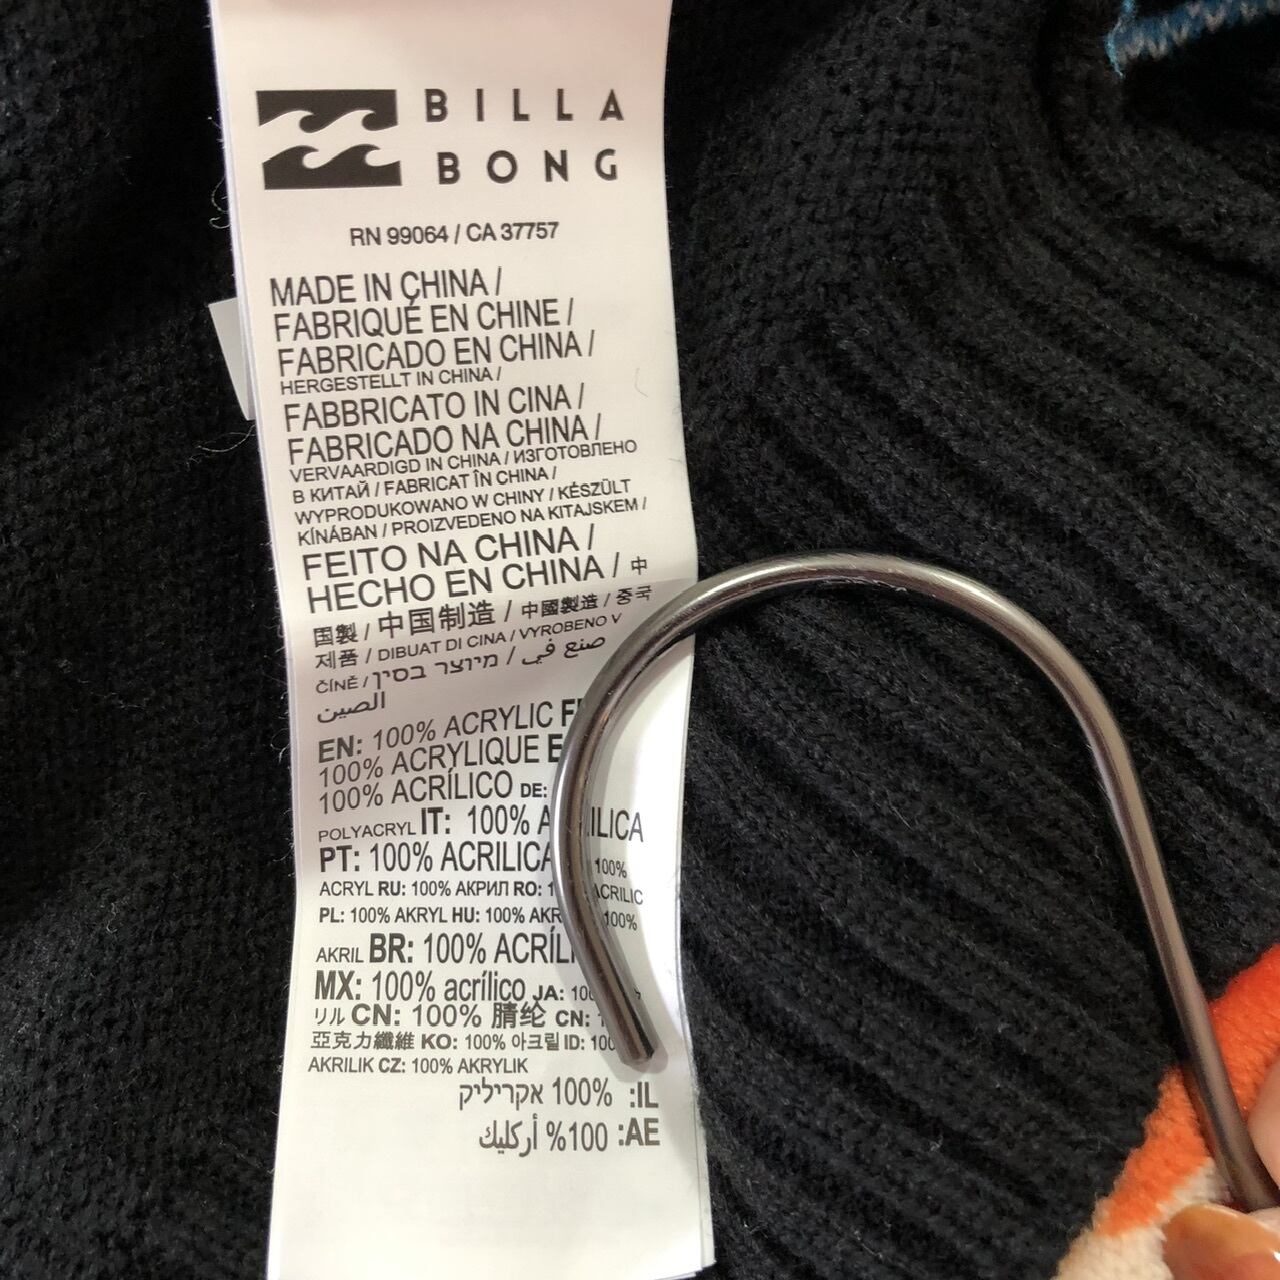 BILLA
BONG
RN 99064 / CA 37757
MADE IN CHINA /
FABRIQUÉ EN CHINE /
FABRICADO EN CHINA /
HERGESTELLT IN CHINA /
FABBRICATO IN CINA /
FABRICADO NA CHINA /
VERVAARDIGD IN CHINA / ИЗГОТОВЛЕНО
В КИТАЙ / FABRICAT ÎN CHINA /
WYPRODUKOWANO W CHINY / KÉSZÜLT
KÍNÁBAN / PROIZVEDENO NA KITAJSKEM /
FEITO NA CHINA /
HECHO EN CHINA / 中
国製 / 中国制造 / 中國製造 / 중국
제품 / DIBUAT DI CINA / VYROBENO V
ČÍNĚ / מיוצר בסין / صنع في
الصين
EN: 100% ACRYLIC
100% ACRYLIQUE
100% ACRÍLICO DE:
POLYACRYL IT: 100%
PT: 100% ACRILICA 100%
ACRYL RU: 100% АКРИЛ RO: ACRILIC
PL: 100% AKRYL HU: 100% 100%
AKRIL BR: 100%
MX: 100% acrílico JA:
リル CN: 100% 腈纶 CN:
亞克力纖維 KO: 100% 아크릴 ID:
AKRILIK CZ: 100% AKRYLIK
IL: 100% אקריליק
AE: 100% أركليك